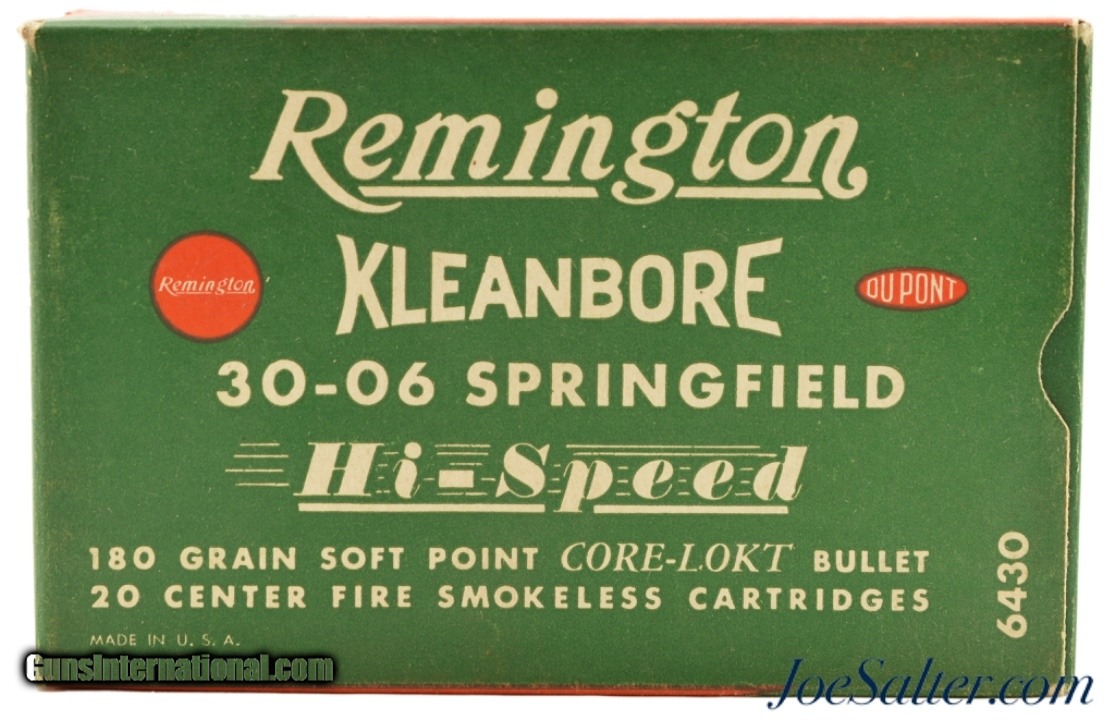 Remington
Remington
KLEANBORE
DU PONT
30-06 SPRINGFIELD
Hi-Speed
180 GRAIN SOFT POINT CORE-LOKT BULLET
20 CENTER FIRE SMOKELESS CARTRIDGES
6430
MADE IN U. S. A.
GunsInternational.com
JoeSalter.com